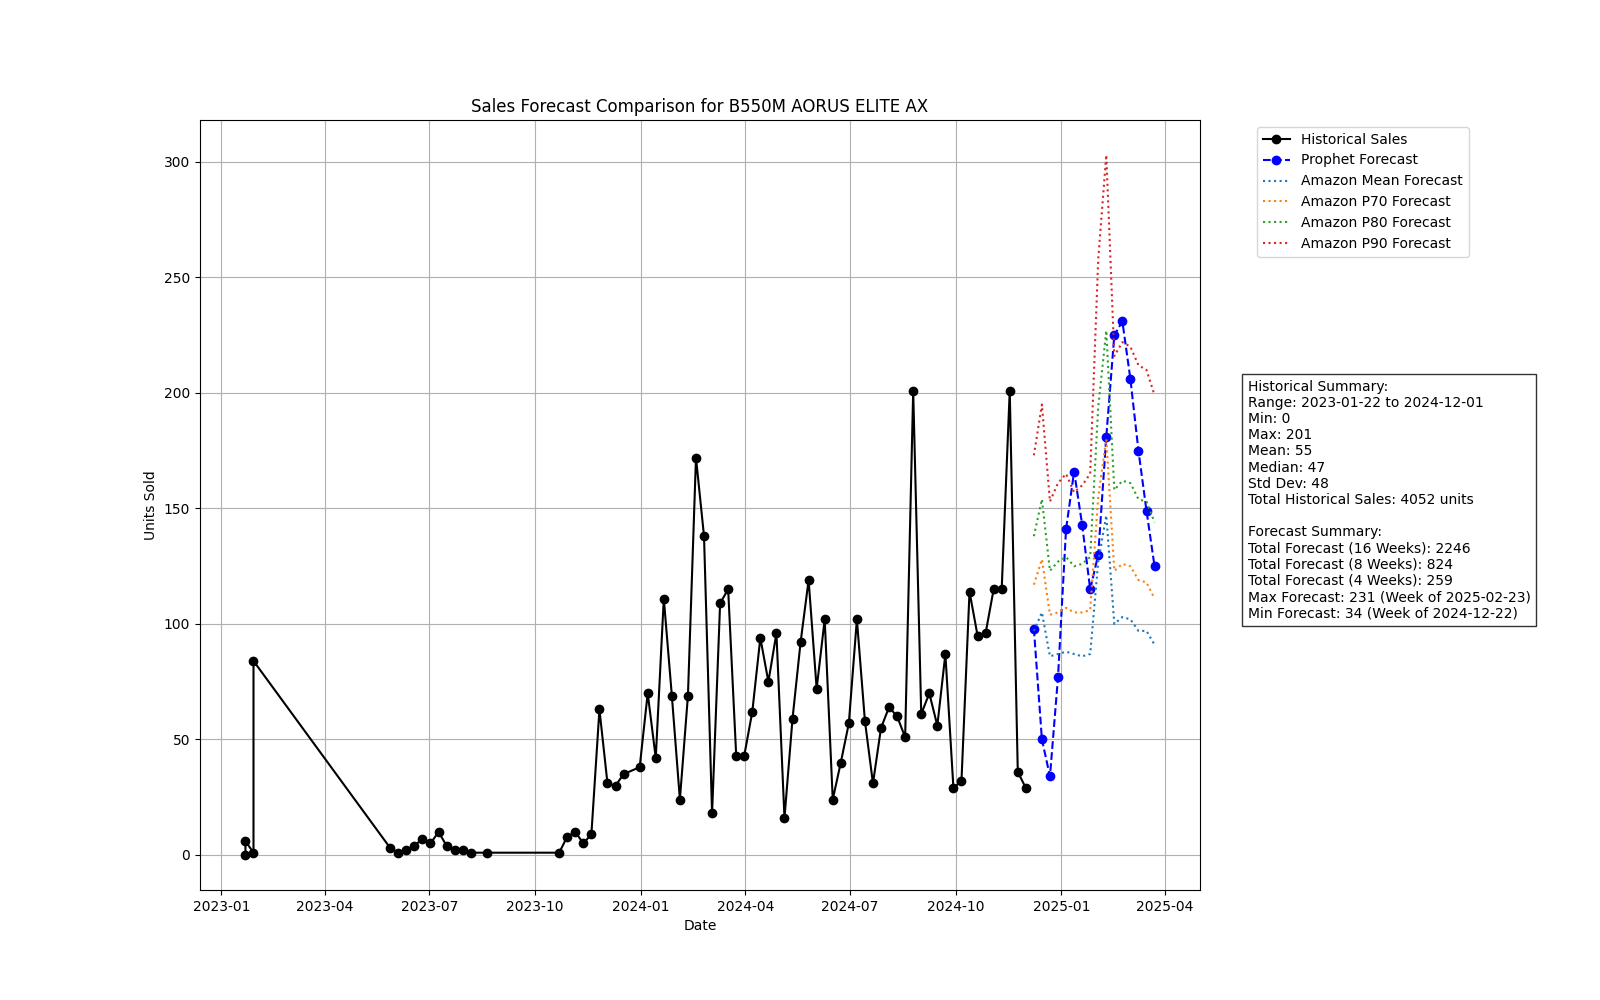 Sales Forecast Comparison for B550M AORUS ELITE AX
Historical Sales
Prophet Forecast
Amazon Mean Forecast
Amazon P70 Forecast
Amazon P80 Forecast
Amazon P90 Forecast
300
250
200
150
100
50
0
Units Sold
2023-01
2023-04
2023-07
2023-10
2024-01
2024-04
2024-07
2024-10
2025-01
2025-04
Date
Historical Summary:
Range: 2023-01-22 to 2024-12-01
Min: 0
Max: 201
Mean: 55
Median: 47
Std Dev: 48
Total Historical Sales: 4052 units
Forecast Summary:
Total Forecast (16 Weeks): 2246
Total Forecast (8 Weeks): 824
Total Forecast (4 Weeks): 259
Max Forecast: 231 (Week of 2025-02-23)
Min Forecast: 34 (Week of 2024-12-22)